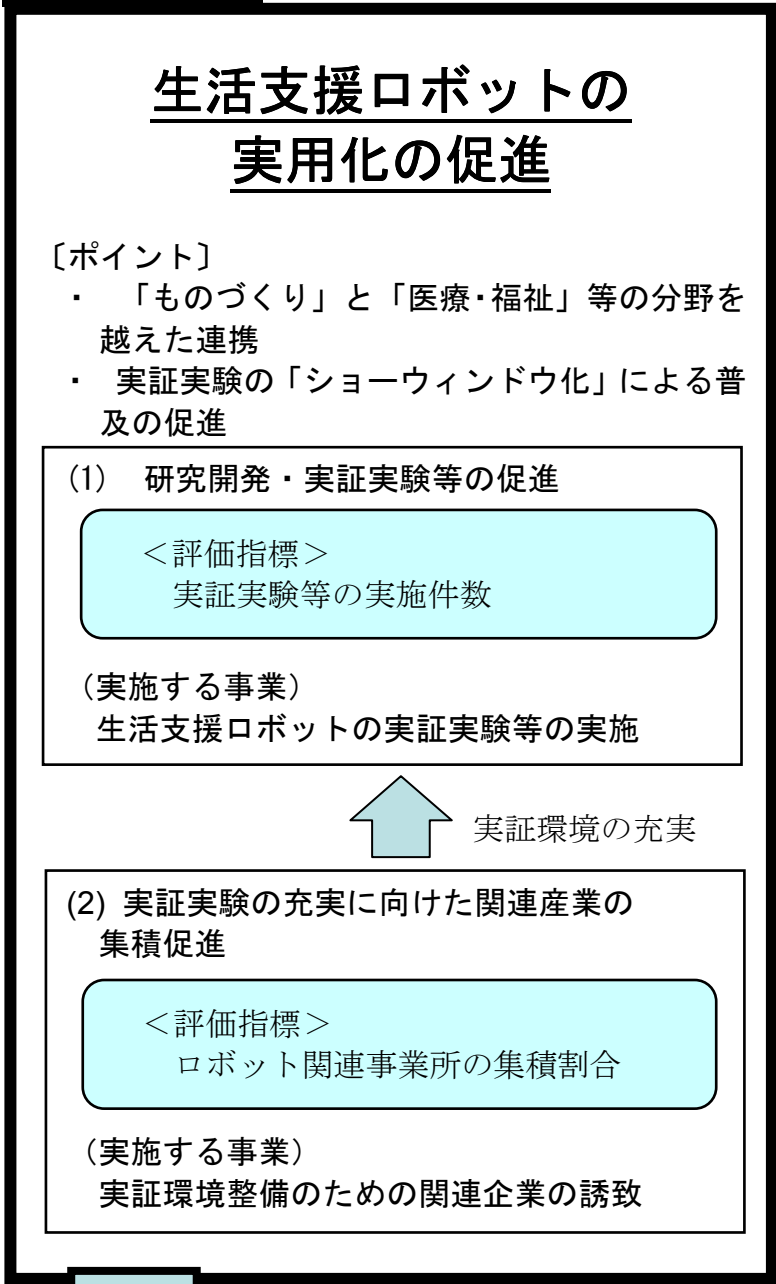 生活支援ロボットの
実用化の促進
〔ポイント〕
・　「ものづくり」と「医療・福祉」等の分野を
越えた連携
・　実証実験の「ショーウィンドウ化」による普
及の促進
(1)　研究開発・実証実験等の促進
＜評価指標＞
実証実験等の実施件数
（実施する事業）
生活支援ロボットの実証実験等の実施
実証環境の充実
(2) 実証実験の充実に向けた関連産業の
集積促進
＜評価指標＞
ロボット関連事業所の集積割合
（実施する事業）
実証環境整備のための関連企業の誘致